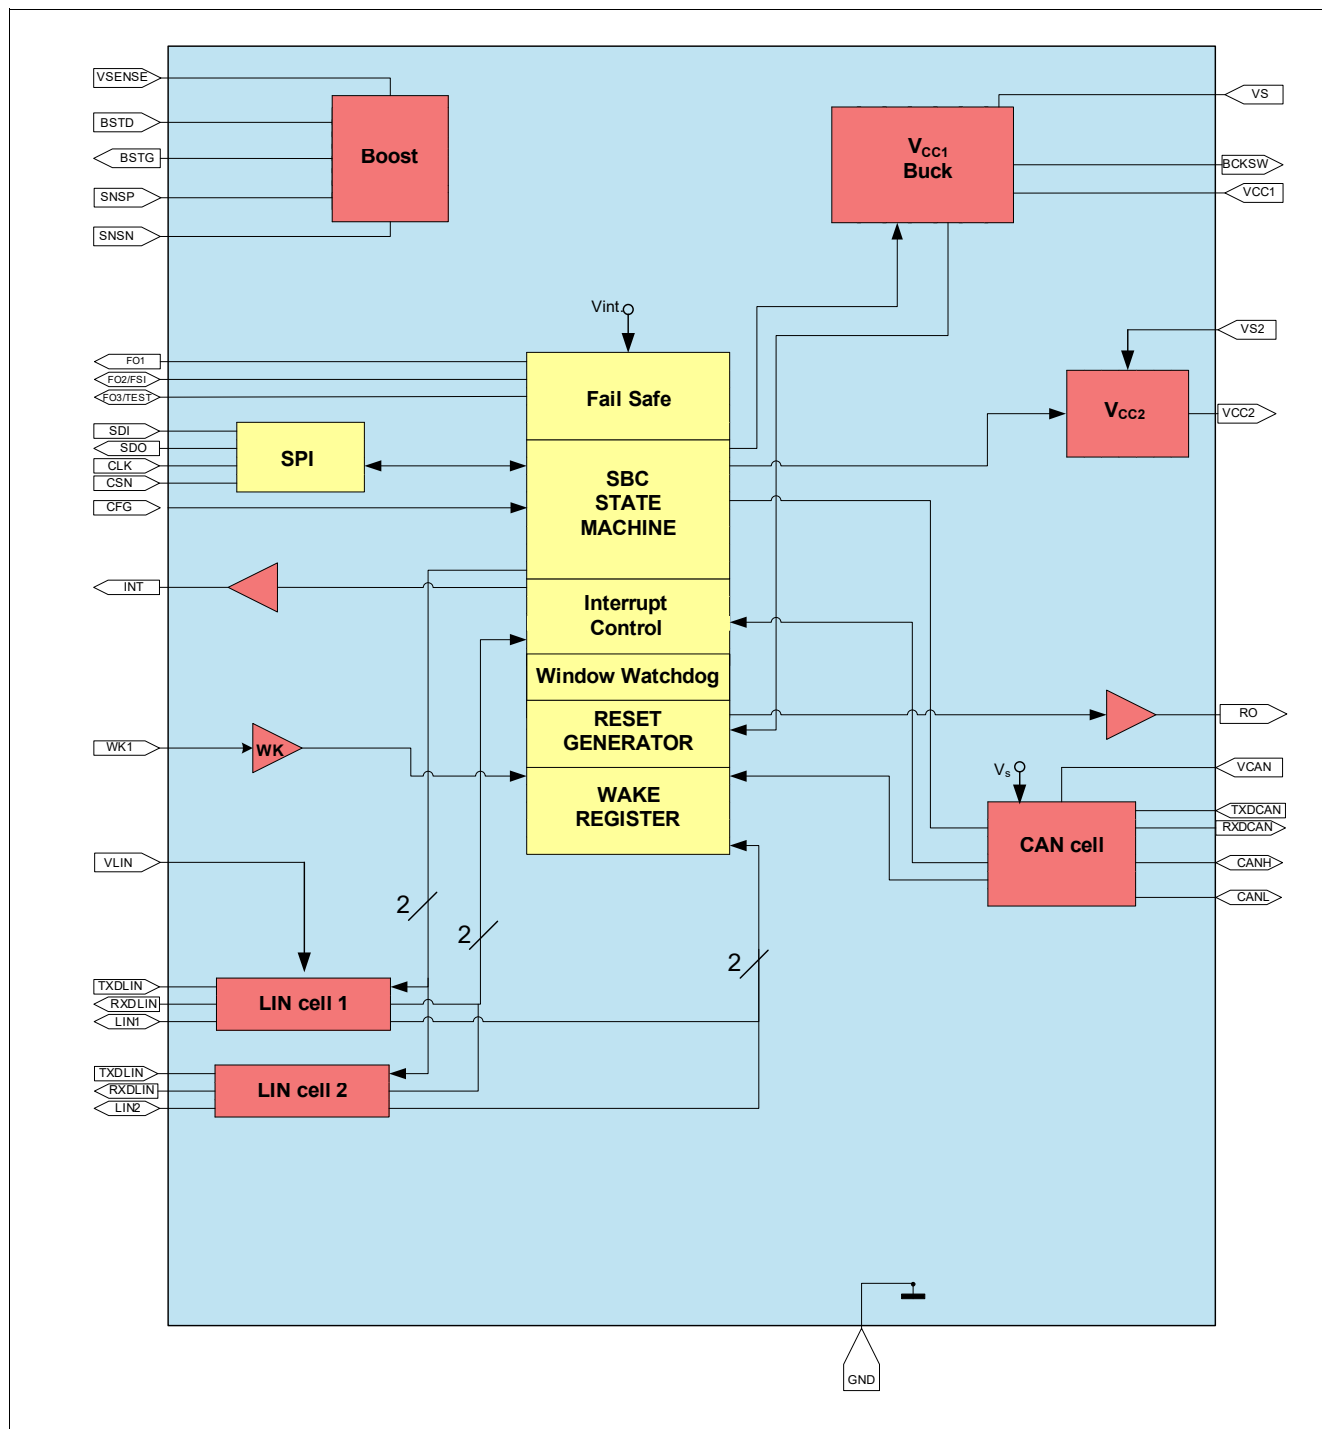 VSENSE
BSTD
BSTG
SNSP
SNSN
Boost
V_CC1
Buck
VS
BCKSW
VCC1
Vint.
VS2
V_CC2
VCC2
FO1
FO2/FSI
FO3/TEST
SDI
SDO
CLK
CSN
CFG
SPI
Fail Safe
SBC
STATE
MACHINE
INT
Interrupt
Control
Window Watchdog
RESET
GENERATOR
WAKE
REGISTER
RO
WK1
WK
V_s
VCAN
TXDCAN
RXDCAN
CANH
CANL
CAN cell
VLIN
2
2
2
TXDLIN
RXDLIN
LIN1
LIN cell 1
TXDLIN
RXDLIN
LIN2
LIN cell 2
GND